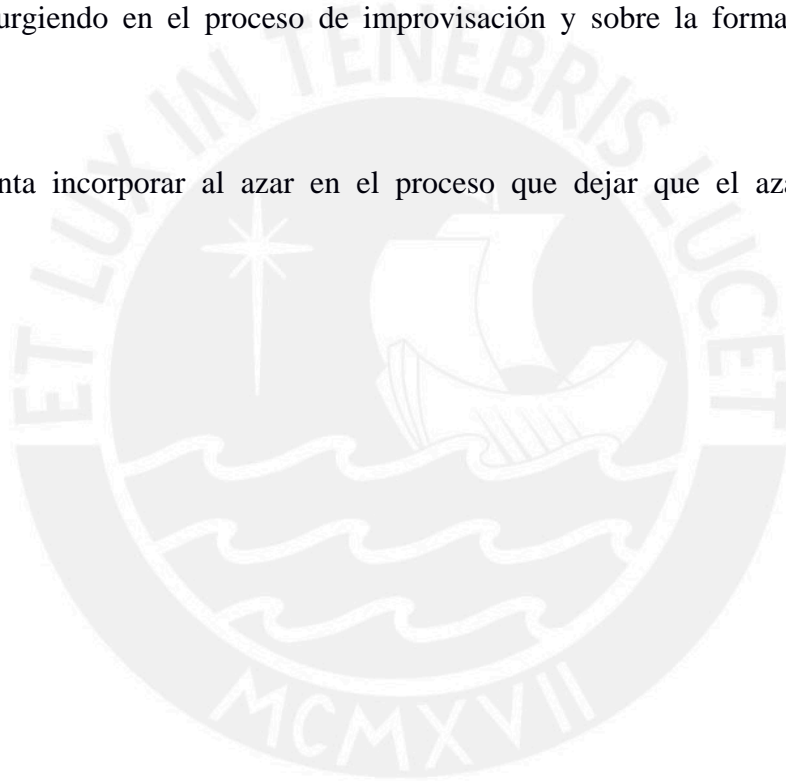 urgiendo en el proceso de improvisación y sobre la forma
nta incorporar al azar en el proceso que dejar que el aza
ET LUX IN TENEBRIS LUCET
MCMXVII